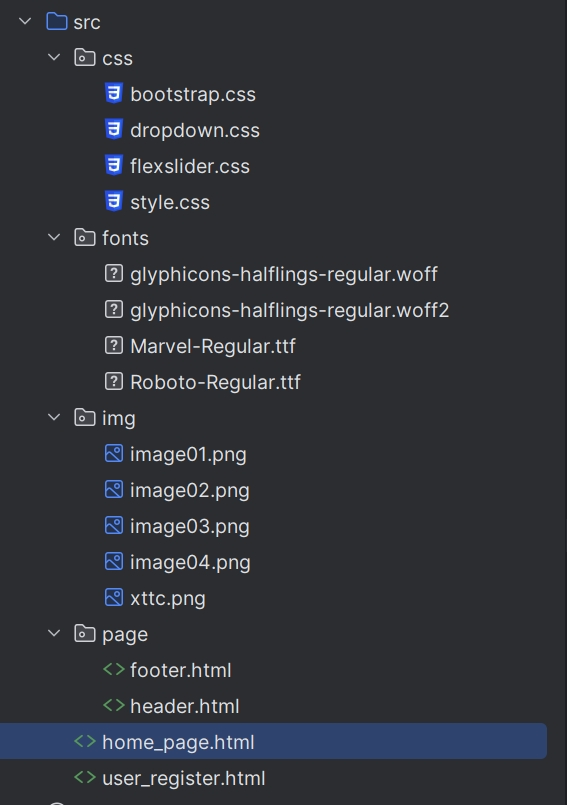 src
css
bootstrap.css
dropdown.css
flexslider.css
style.css
fonts
glyphicons-halflings-regular.woff
glyphicons-halflings-regular.woff2
Marvel-Regular.ttf
Roboto-Regular.ttf
img
image01.png
image02.png
image03.png
image04.png
xttc.png
page
footer.html
header.html
home_page.html
user_register.html